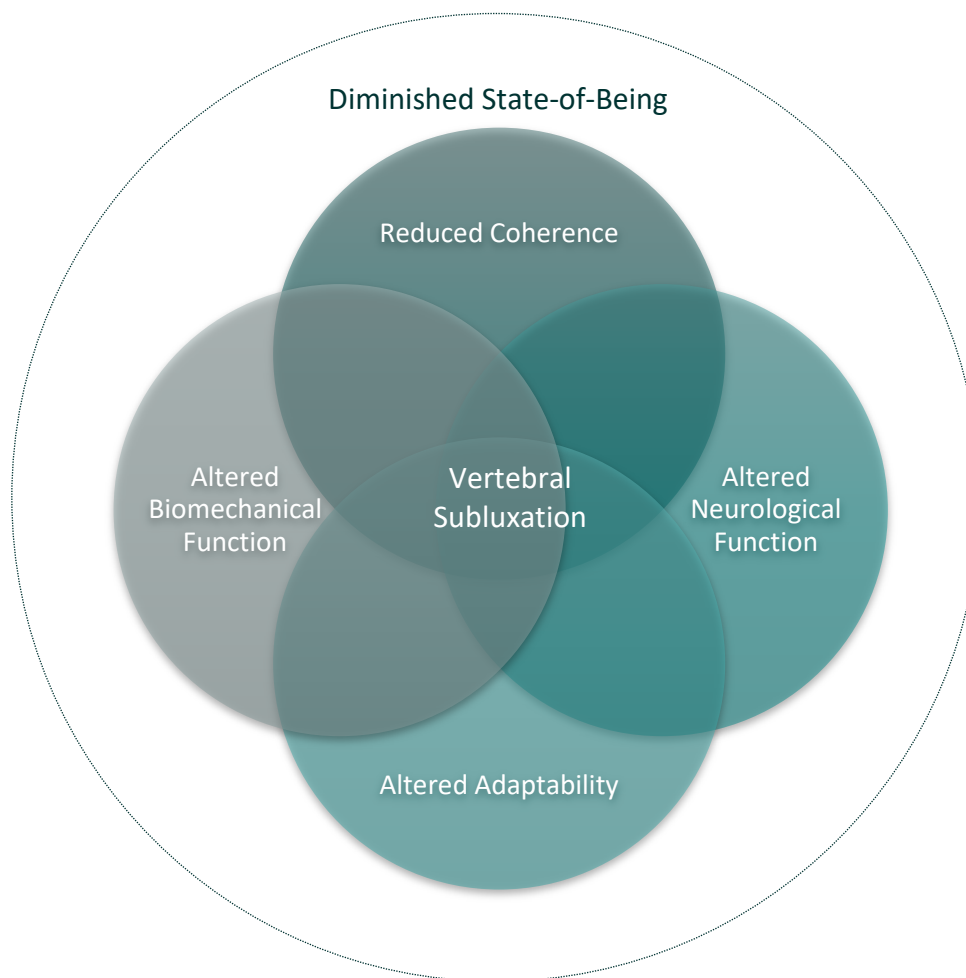 Diminished State-of-Being
Reduced Coherence
Altered
Biomechanical
Function
Vertebral
Subluxation
Altered
Neurological
Function
Altered Adaptability